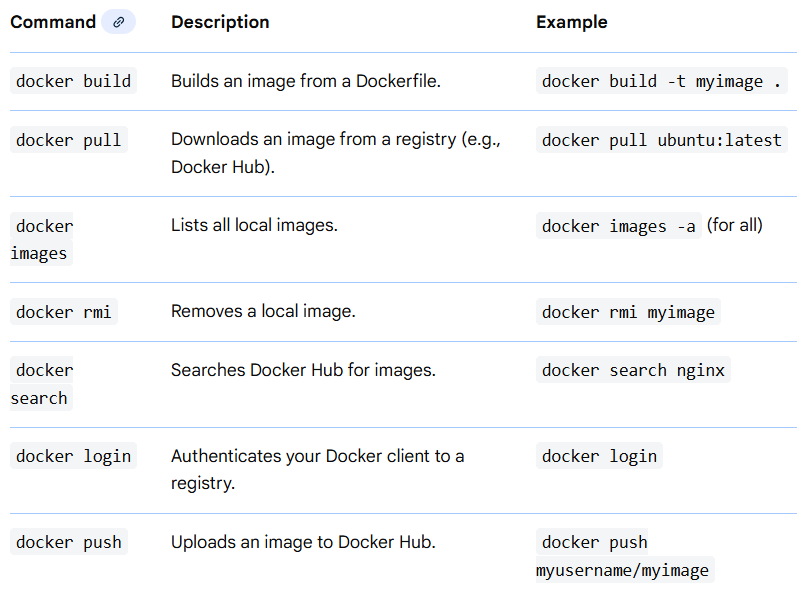 Command Description Example
docker build Builds an image from a Dockerfile. docker build -t myimage .
docker pull Downloads an image from a registry (e.g., docker pull ubuntu:latest
Docker Hub).
docker Lists all local images. docker images -a (for all)
images
docker rmi Removes a local image. docker rmi myimage
docker Searches Docker Hub for images. docker search nginx
search
docker login Authenticates your Docker client to a docker login
registry.
docker push Uploads an image to Docker Hub. docker push
myusername/myimage